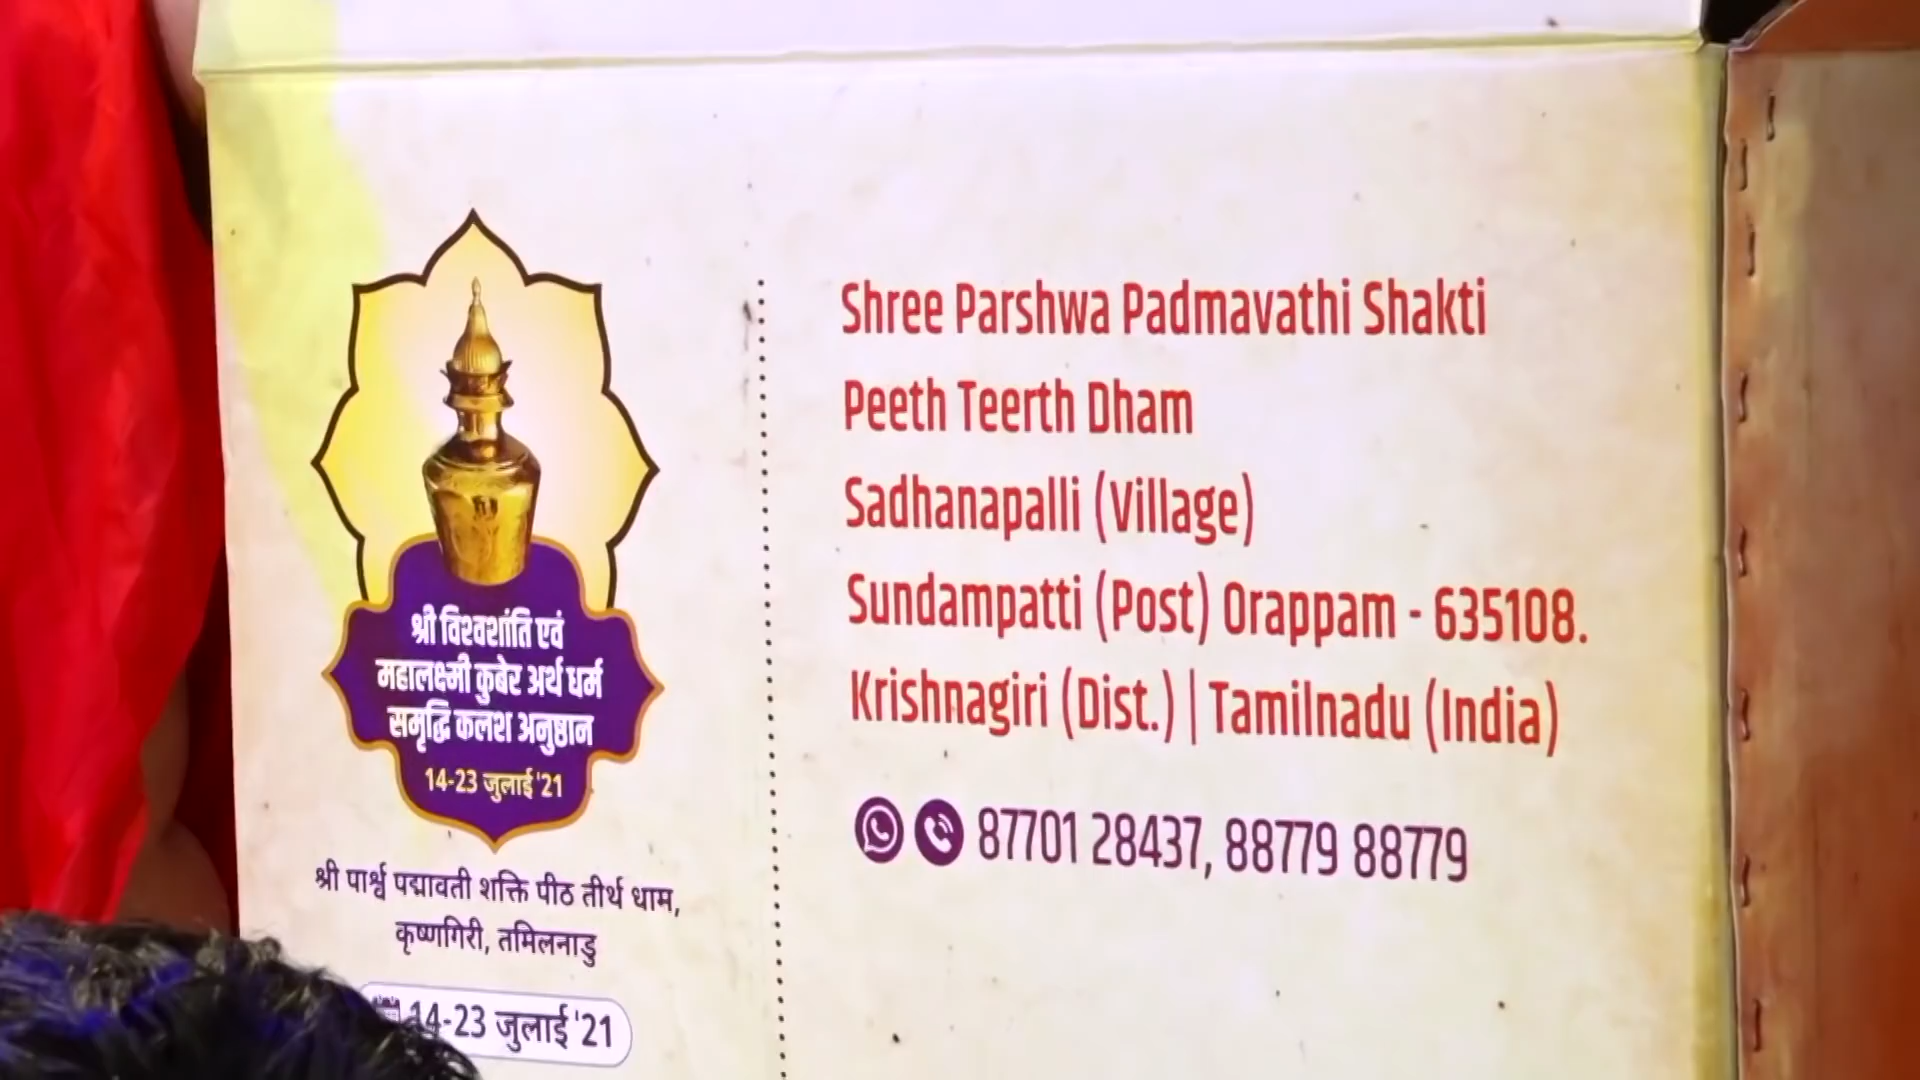 श्री विश्वशांति एवं
महालक्ष्मी कुबेर अर्थ धर्म
समृद्धि कलश अनुष्ठान
14-23 जुलाई '21
श्री पार्श्व पद्मावती शक्ति पीठ तीर्थ धाम,
कृष्णगिरी, तमिलनाडु
14-23 जुलाई '21
Shree Parshwa Padmavathi Shakti
Peeth Teerth Dham
Sadhanapalli (Village)
Sundampatti (Post) Orappam - 635108.
Krishnagiri (Dist.) | Tamilnadu (India)
87701 28437, 88779 88779